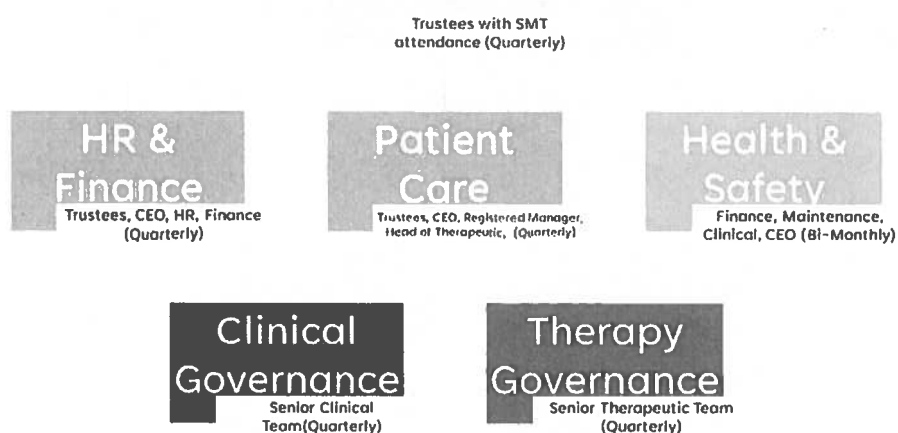 Trustees with SMT
attendance (Quarterly)
HR &
Finance
Trustees, CEO, HR, Finance
(Quarterly)
Patient
Care
Trustees, CEO, Registered Manager,
Head of Therapeutic, (Quarterly)
Health &
Safety
Finance, Maintenance,
Clinical, CEO (Bi-Monthly)
Clinical
Governance
Senior Clinical
Team(Quarterly)
Therapy
Governance
Senior Therapeutic Team
(Quarterly)